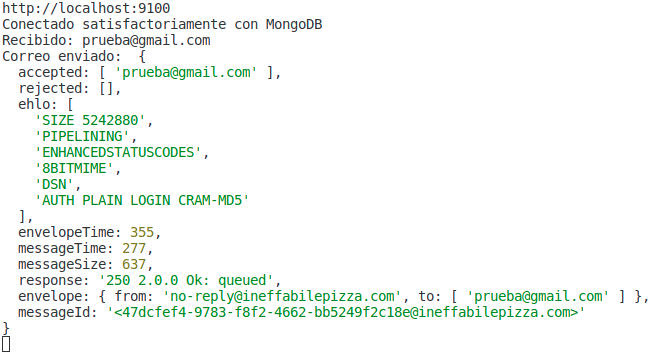 http://localhost:9100
Conectado satisfactoriamente con MongoDB
Recibido: prueba@gmail.com
Correo enviado:  {
  accepted: [ 'prueba@gmail.com' ],
  rejected: [],
  ehlo: [
    'SIZE 5242880',
    'PIPELINING',
    'ENHANCEDSTATUSCODES',
    '8BITMIME',
    'DSN',
    'AUTH PLAIN LOGIN CRAM-MD5'
  ],
  envelopeTime: 355,
  messageTime: 277,
  messageSize: 637,
  response: '250 2.0.0 Ok: queued',
  envelope: { from: 'no-reply@ineffabilepizza.com', to: [ 'prueba@gmail.com' ] },
  messageId: '<47dcfef4-9783-f8f2-4662-bb5249f2c18e@ineffabilepizza.com>'
}